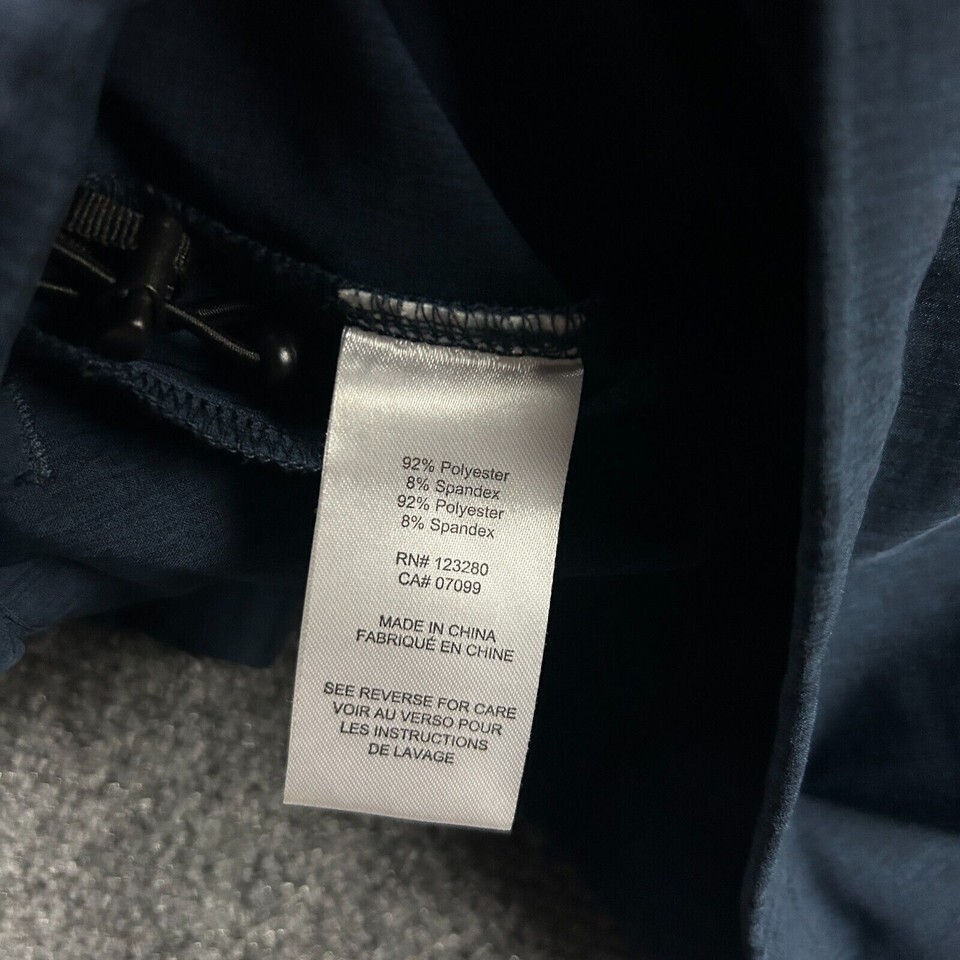 92% Polyester
8% Spandex
92% Polyester
8% Spandex
RN# 123280
CA# 07099
MADE IN CHINA
FABRIQUÉ EN CHINE
SEE REVERSE FOR CARE
VOIR AU VERSO POUR
LES INSTRUCTIONS
DE LAVAGE